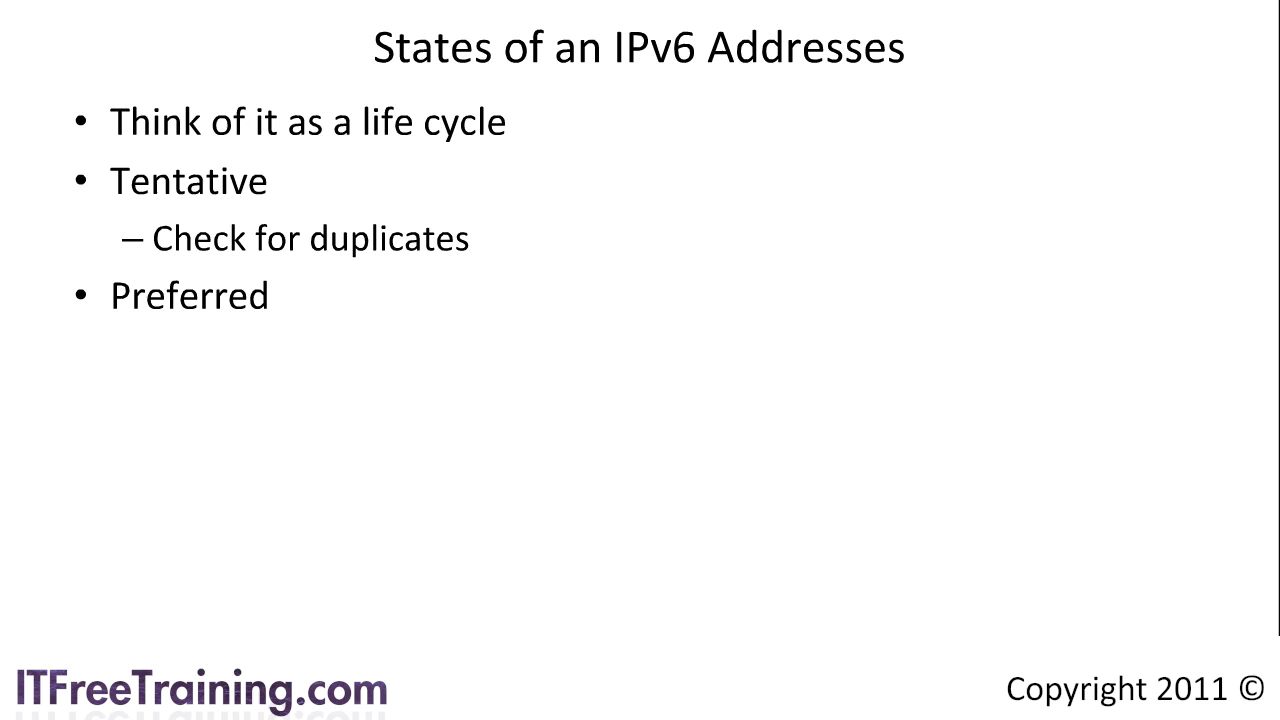 States of an IPv6 Addresses
• Think of it as a life cycle
• Tentative
– Check for duplicates
• Preferred
ITFreeTraining.com
Copyright 2011 ©